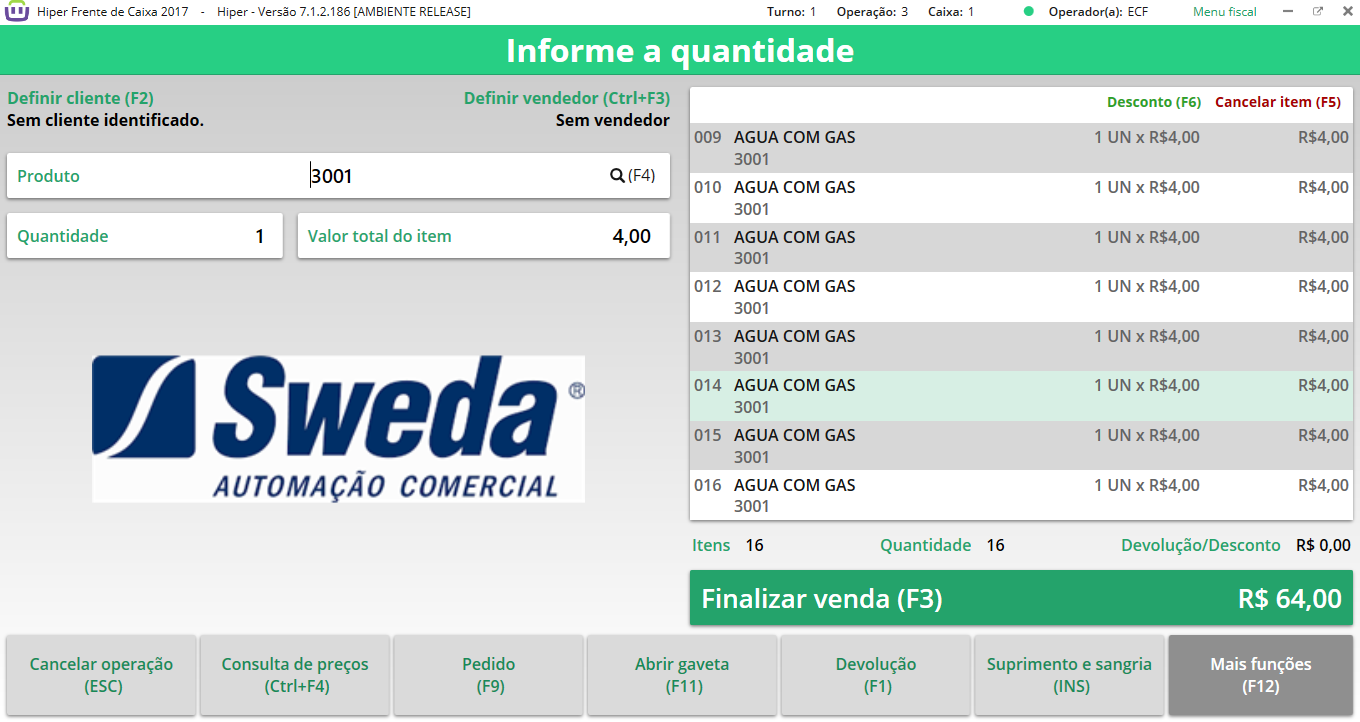 Hiper Frente de Caixa 2017 - Hiper - Versão 7.1.2.186 [AMBIENTE RELEASE] Turno: 1 Operação: 3 Caixa: 1 Operador(a): ECF Menu fiscal
Informe a quantidade
Definir cliente (F2) Definir vendedor (Ctrl+F3)
Sem cliente identificado. Sem vendedor
Produto 3001 (F4)
Quantidade 1 Valor total do item 4,00
Sweda ®
AUTOMAÇÃO COMERCIAL
Desconto (F6) Cancelar item (F5)
009 AGUA COM GAS 1 UN x R$4,00 R$4,00
3001
010 AGUA COM GAS 1 UN x R$4,00 R$4,00
3001
011 AGUA COM GAS 1 UN x R$4,00 R$4,00
3001
012 AGUA COM GAS 1 UN x R$4,00 R$4,00
3001
013 AGUA COM GAS 1 UN x R$4,00 R$4,00
3001
014 AGUA COM GAS 1 UN x R$4,00 R$4,00
3001
015 AGUA COM GAS 1 UN x R$4,00 R$4,00
3001
016 AGUA COM GAS 1 UN x R$4,00 R$4,00
3001
Itens 16 Quantidade 16 Devolução/Desconto R$ 0,00
Finalizar venda (F3) R$ 64,00
Cancelar operação (ESC)
Consulta de preços (Ctrl+F4)
Pedido (F9)
Abrir gaveta (F11)
Devolução (F1)
Suprimento e sangria (INS)
Mais funções (F12)